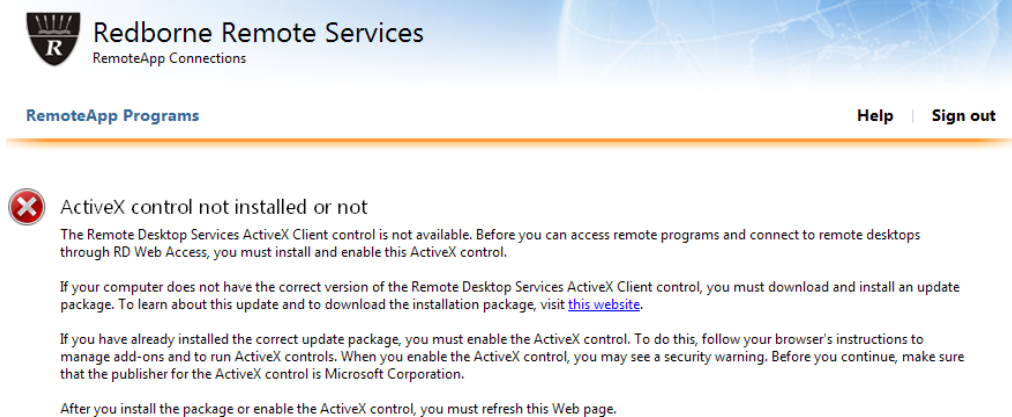 R
Redborne Remote Services
RemoteApp Connections
RemoteApp Programs
Help | Sign out
ActiveX control not installed or not
The Remote Desktop Services ActiveX Client control is not available. Before you can access remote programs and connect to remote desktops
through RD Web Access, you must install and enable this ActiveX control.
If your computer does not have the correct version of the Remote Desktop Services ActiveX Client control, you must download and install an update
package. To learn about this update and to download the installation package, visit this website.
If you have already installed the correct update package, you must enable the ActiveX control. To do this, follow your browser's instructions to
manage add-ons and to run ActiveX controls. When you enable the ActiveX control, you may see a security warning. Before you continue, make sure
that the publisher for the ActiveX control is Microsoft Corporation.
After you install the package or enable the ActiveX control, you must refresh this Web page.